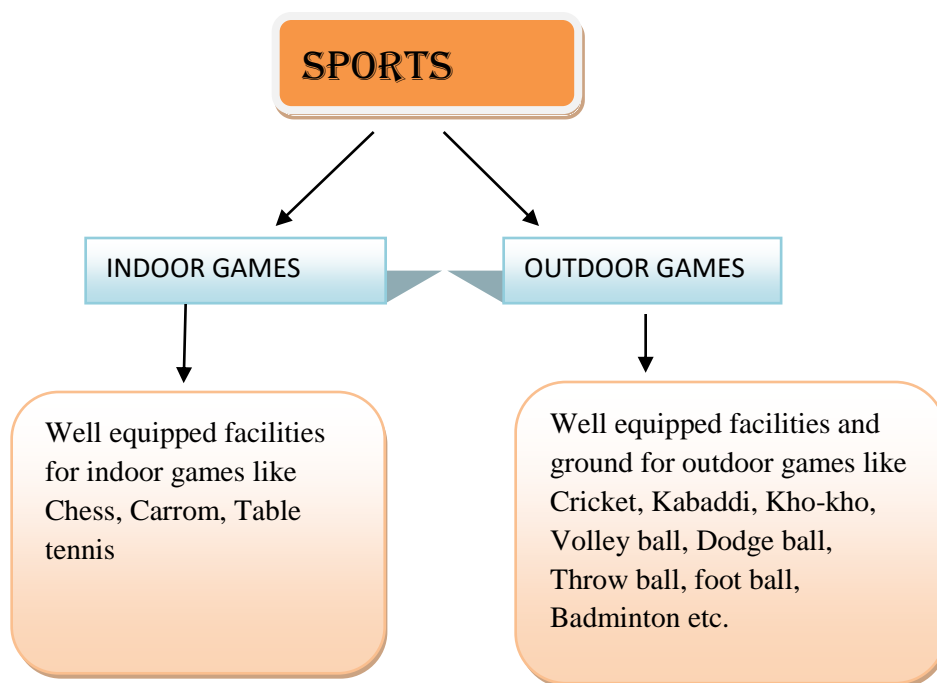 SPORTS
INDOOR GAMES
OUTDOOR GAMES
Well equipped facilities
for indoor games like
Chess, Carrom, Table
tennis
Well equipped facilities and
ground for outdoor games like
Cricket, Kabaddi, Kho-kho,
Volley ball, Dodge ball,
Throw ball, foot ball,
Badminton etc.